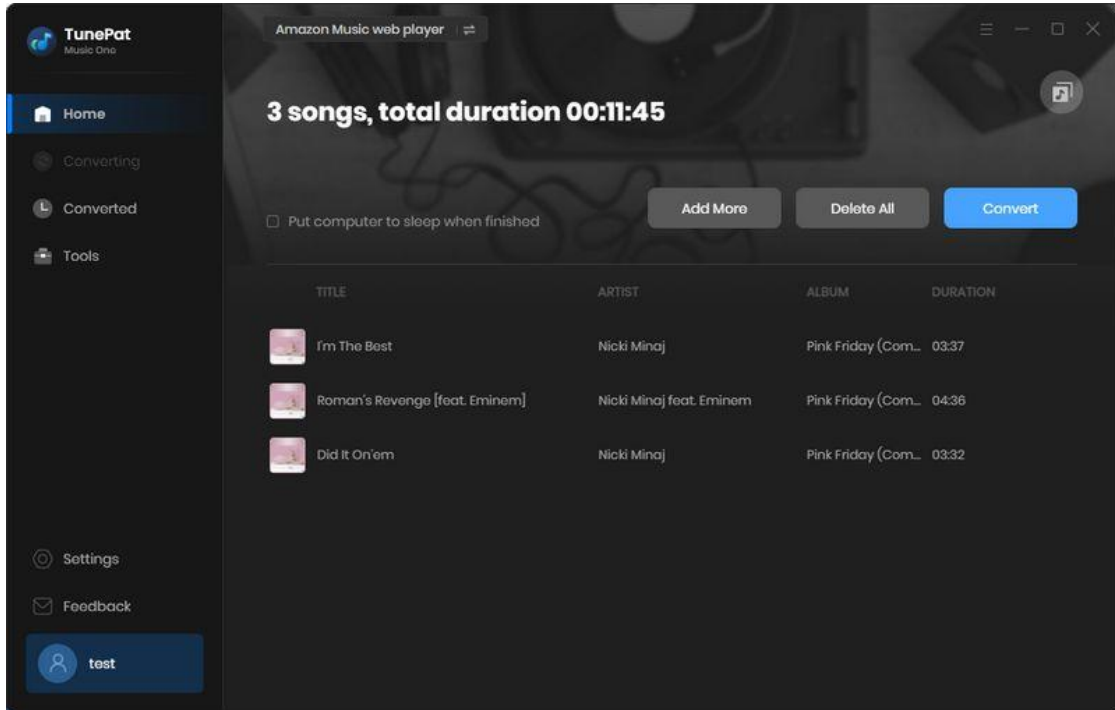 TunePat
Music One
Amazon Music web player
Home
3 songs, total duration 00:11:45
Converting
Converted
Put computer to sleep when finished
Add More
Delete All
Convert
Tools
TITLE ARTIST ALBUM DURATION
I'm The Best Nicki Minaj Pink Friday (Com... 03:37
Roman's Revenge [feat. Eminem] Nicki Minaj feat. Eminem Pink Friday (Com... 04:36
Did It On'em Nicki Minaj Pink Friday (Com... 03:32
Settings
Feedback
test